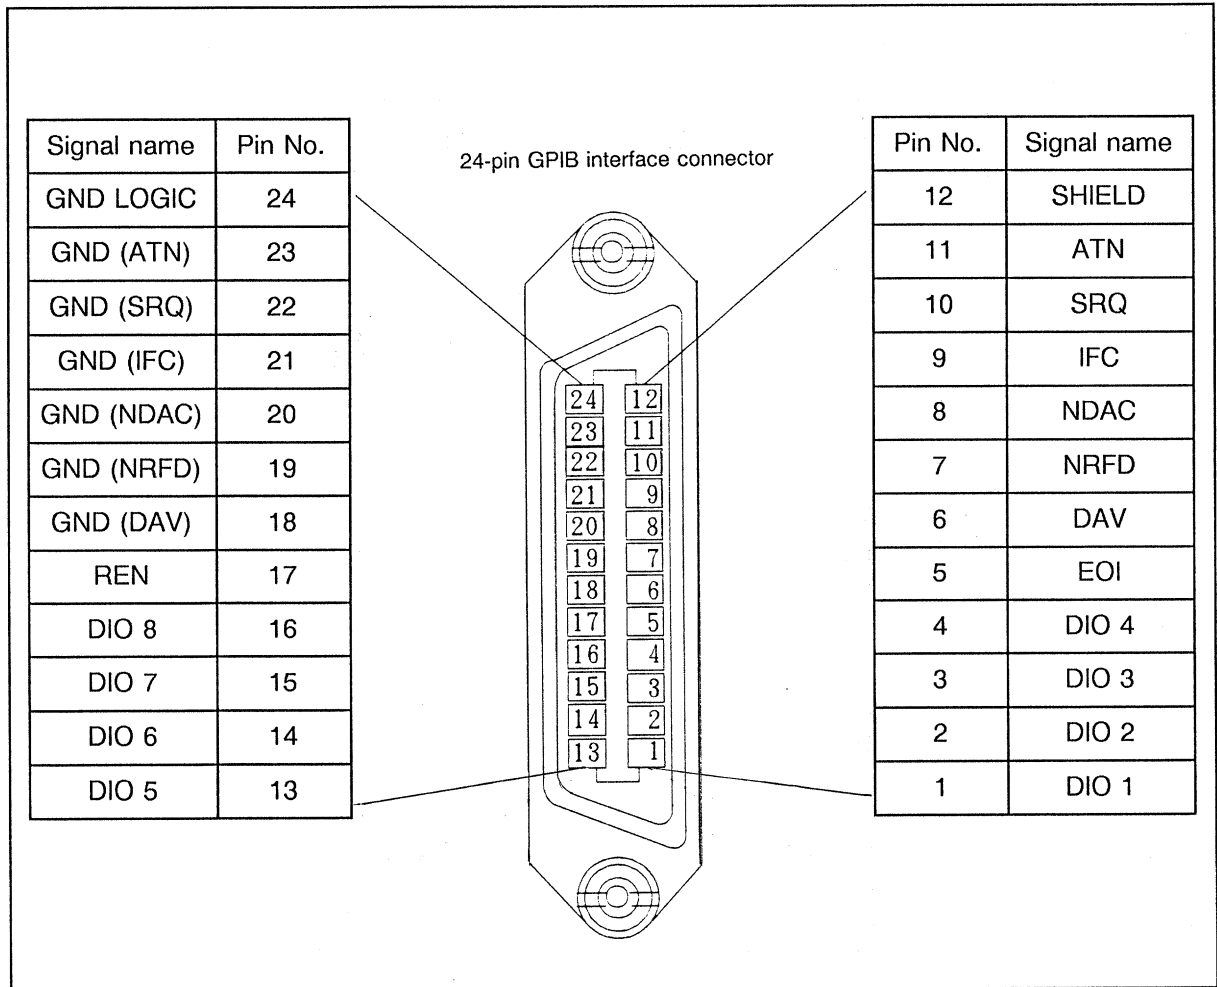 24-pin GPIB interface connector
Signal name Pin No.
GND LOGIC 24
GND (ATN) 23
GND (SRQ) 22
GND (IFC) 21
GND (NDAC) 20
GND (NRFD) 19
GND (DAV) 18
REN 17
DIO 8 16
DIO 7 15
DIO 6 14
DIO 5 13
24 12
23 11
22 10
21 9
20 8
19 7
18 6
17 5
16 4
15 3
14 2
13 1
Pin No. Signal name
12 SHIELD
11 ATN
10 SRQ
9 IFC
8 NDAC
7 NRFD
6 DAV
5 EOI
4 DIO 4
3 DIO 3
2 DIO 2
1 DIO 1